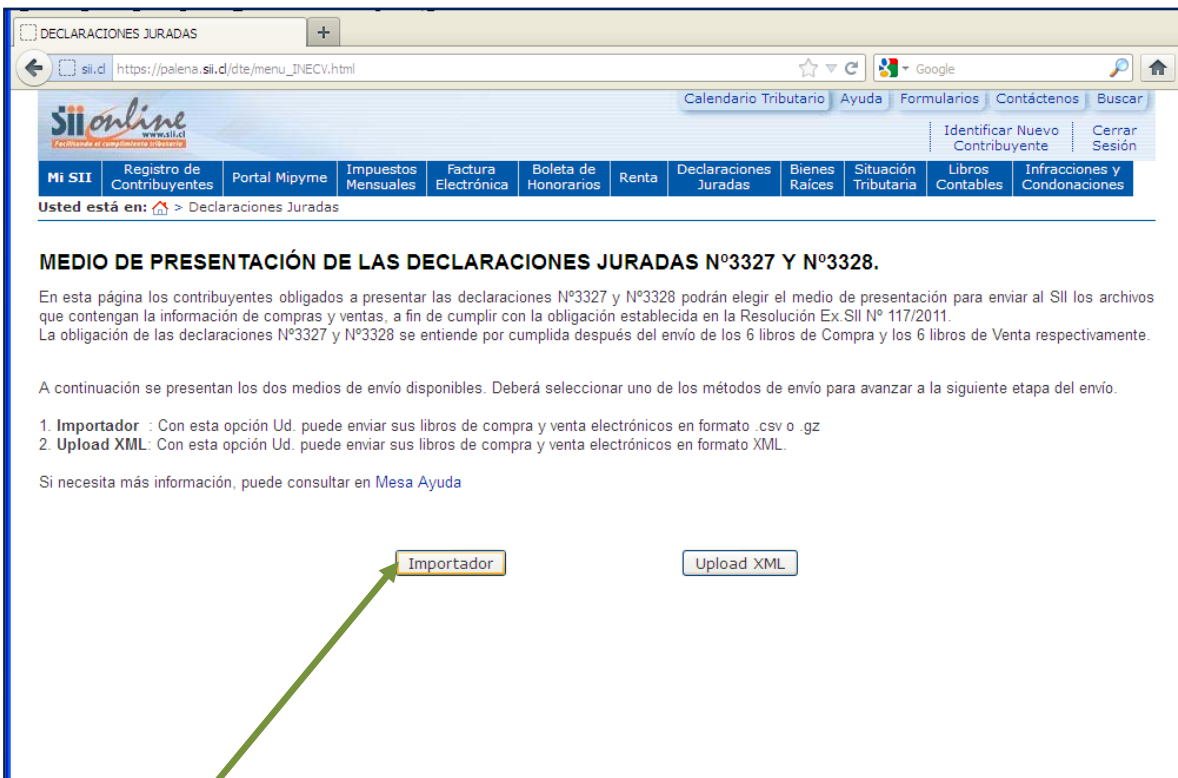 DECLARACIONES JURADAS
+
sii.cl https://palena.sii.cl/dte/menu_INECV.html
Google
Calendario Tributario Ayuda Formularios Contáctenos Buscar
Sii online
www.sii.cl
Facilitando el cumplimiento tributario
Identificar Nuevo Contribuyente
Cerrar Sesión
Mi SII
Registro de Contribuyentes
Portal Mipyme
Impuestos Mensuales
Factura Electrónica
Boleta de Honorarios
Renta
Declaraciones Juradas
Bienes Raíces
Situación Tributaria
Libros Contables
Infracciones y Condonaciones
Usted está en: > Declaraciones Juradas
MEDIO DE PRESENTACIÓN DE LAS DECLARACIONES JURADAS Nº3327 Y Nº3328.
En esta página los contribuyentes obligados a presentar las declaraciones Nº3327 y Nº3328 podrán elegir el medio de presentación para enviar al SII los archivos
que contengan la información de compras y ventas, a fin de cumplir con la obligación establecida en la Resolución Ex.SII Nº 117/2011.
La obligación de las declaraciones Nº3327 y Nº3328 se entiende por cumplida después del envío de los 6 libros de Compra y los 6 libros de Venta respectivamente.
A continuación se presentan los dos medios de envío disponibles. Deberá seleccionar uno de los métodos de envío para avanzar a la siguiente etapa del envío.
1. Importador : Con esta opción Ud. puede enviar sus libros de compra y venta electrónicos en formato .csv o .gz
2. Upload XML: Con esta opción Ud. puede enviar sus libros de compra y venta electrónicos en formato XML.
Si necesita más información, puede consultar en Mesa Ayuda
Importador
Upload XML